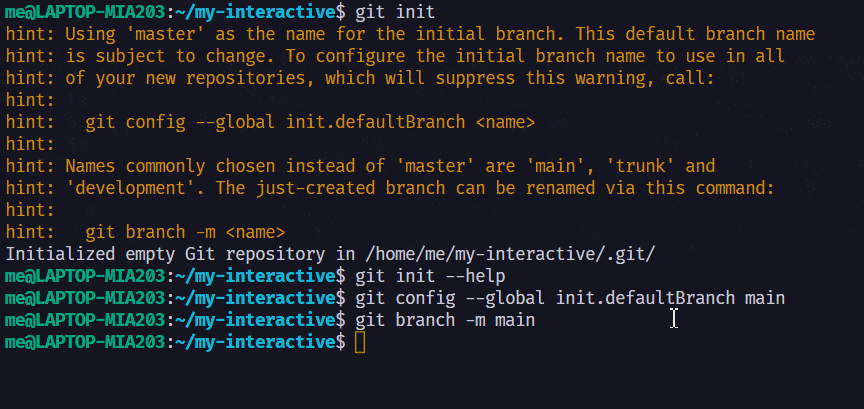 me@LAPTOP-MIA203:~/my-interactive$ git init
hint: Using 'master' as the name for the initial branch. This default branch name
hint: is subject to change. To configure the initial branch name to use in all
hint: of your new repositories, which will suppress this warning, call:
hint:
hint:   git config --global init.defaultBranch <name>
hint:
hint: Names commonly chosen instead of 'master' are 'main', 'trunk' and
hint: 'development'. The just-created branch can be renamed via this command:
hint:
hint:   git branch -m <name>
Initialized empty Git repository in /home/me/my-interactive/.git/
me@LAPTOP-MIA203:~/my-interactive$ git init --help
me@LAPTOP-MIA203:~/my-interactive$ git config --global init.defaultBranch main
me@LAPTOP-MIA203:~/my-interactive$ git branch -m main
me@LAPTOP-MIA203:~/my-interactive$